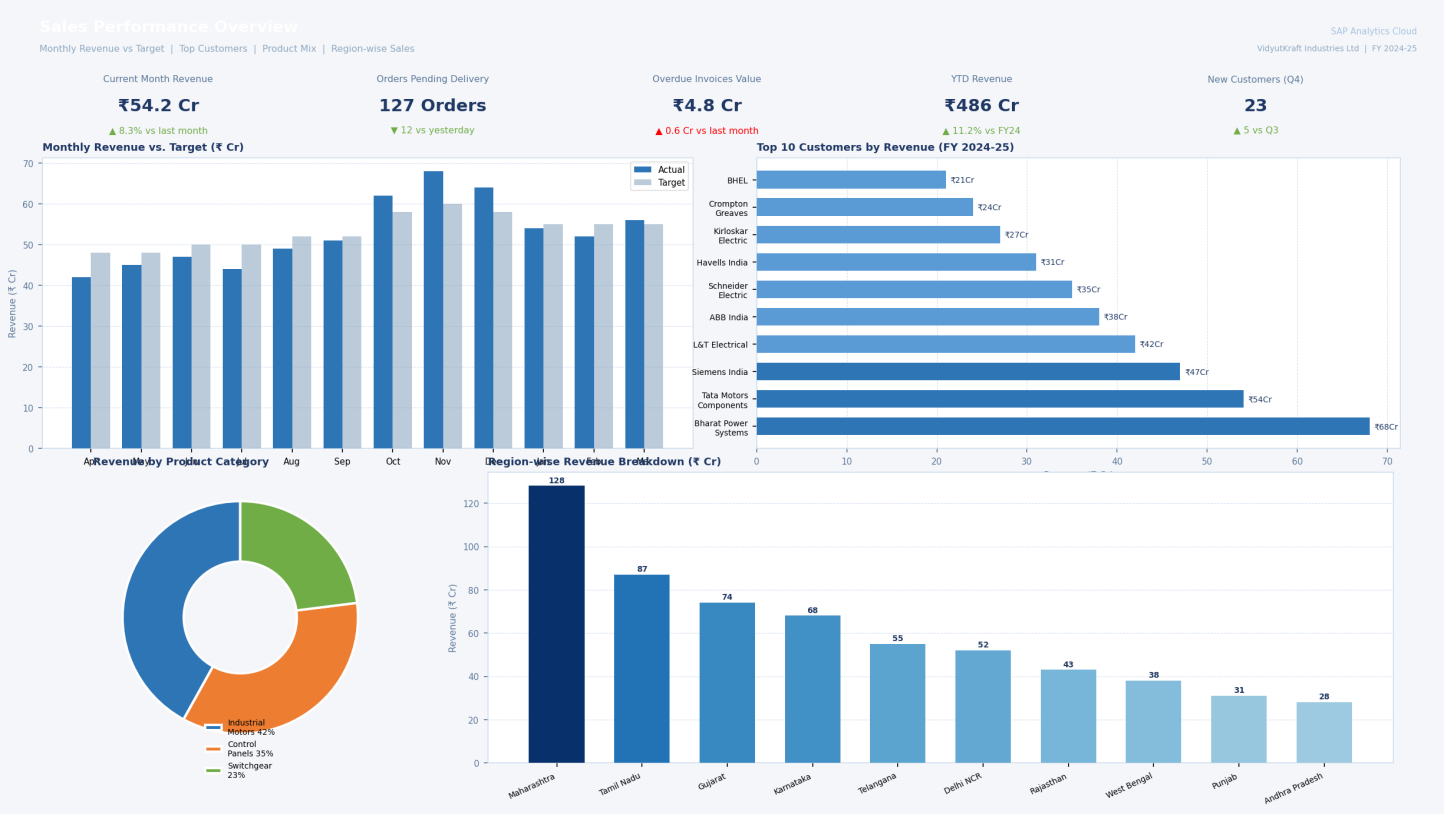 Sales Performance Overview
SAP Analytics Cloud
Monthly Revenue vs Target | Top Customers | Product Mix | Region-wise Sales
VidyutKraft Industries Ltd | FY 2024-25
Current Month Revenue
₹54.2 Cr
▲ 8.3% vs last month
Orders Pending Delivery
127 Orders
▼ 12 vs yesterday
Overdue Invoices Value
₹4.8 Cr
▲ 0.6 Cr vs last month
YTD Revenue
₹486 Cr
▲ 11.2% vs FY24
New Customers (Q4)
23
▲ 5 vs Q3
Monthly Revenue vs. Target (₹ Cr)
Actual
Target
Revenue (₹ Cr)
70
60
50
40
30
20
10
0
Apr May Jun Jul Aug Sep Oct Nov Dec Jan Feb Mar
Top 10 Customers by Revenue (FY 2024-25)
BHEL
₹21Cr
Crompton
Greaves
₹24Cr
Kirloskar
Electric
₹27Cr
Havells India
₹31Cr
Schneider
Electric
₹35Cr
ABB India
₹38Cr
L&T Electrical
₹42Cr
Siemens India
₹47Cr
Tata Motors
Components
₹54Cr
Bharat Power
Systems
₹68Cr
0 10 20 30 40 50 60 70
Revenue by Product Category
Industrial
Motors 42%
Control
Panels 35%
Switchgear
23%
Region-wise Revenue Breakdown (₹ Cr)
Revenue (₹ Cr)
120
100
80
60
40
20
0
128
87
74
68
55
52
43
38
31
28
Maharashtra
Tamil Nadu
Gujarat
Karnataka
Telangana
Delhi NCR
Rajasthan
West Bengal
Punjab
Andhra Pradesh